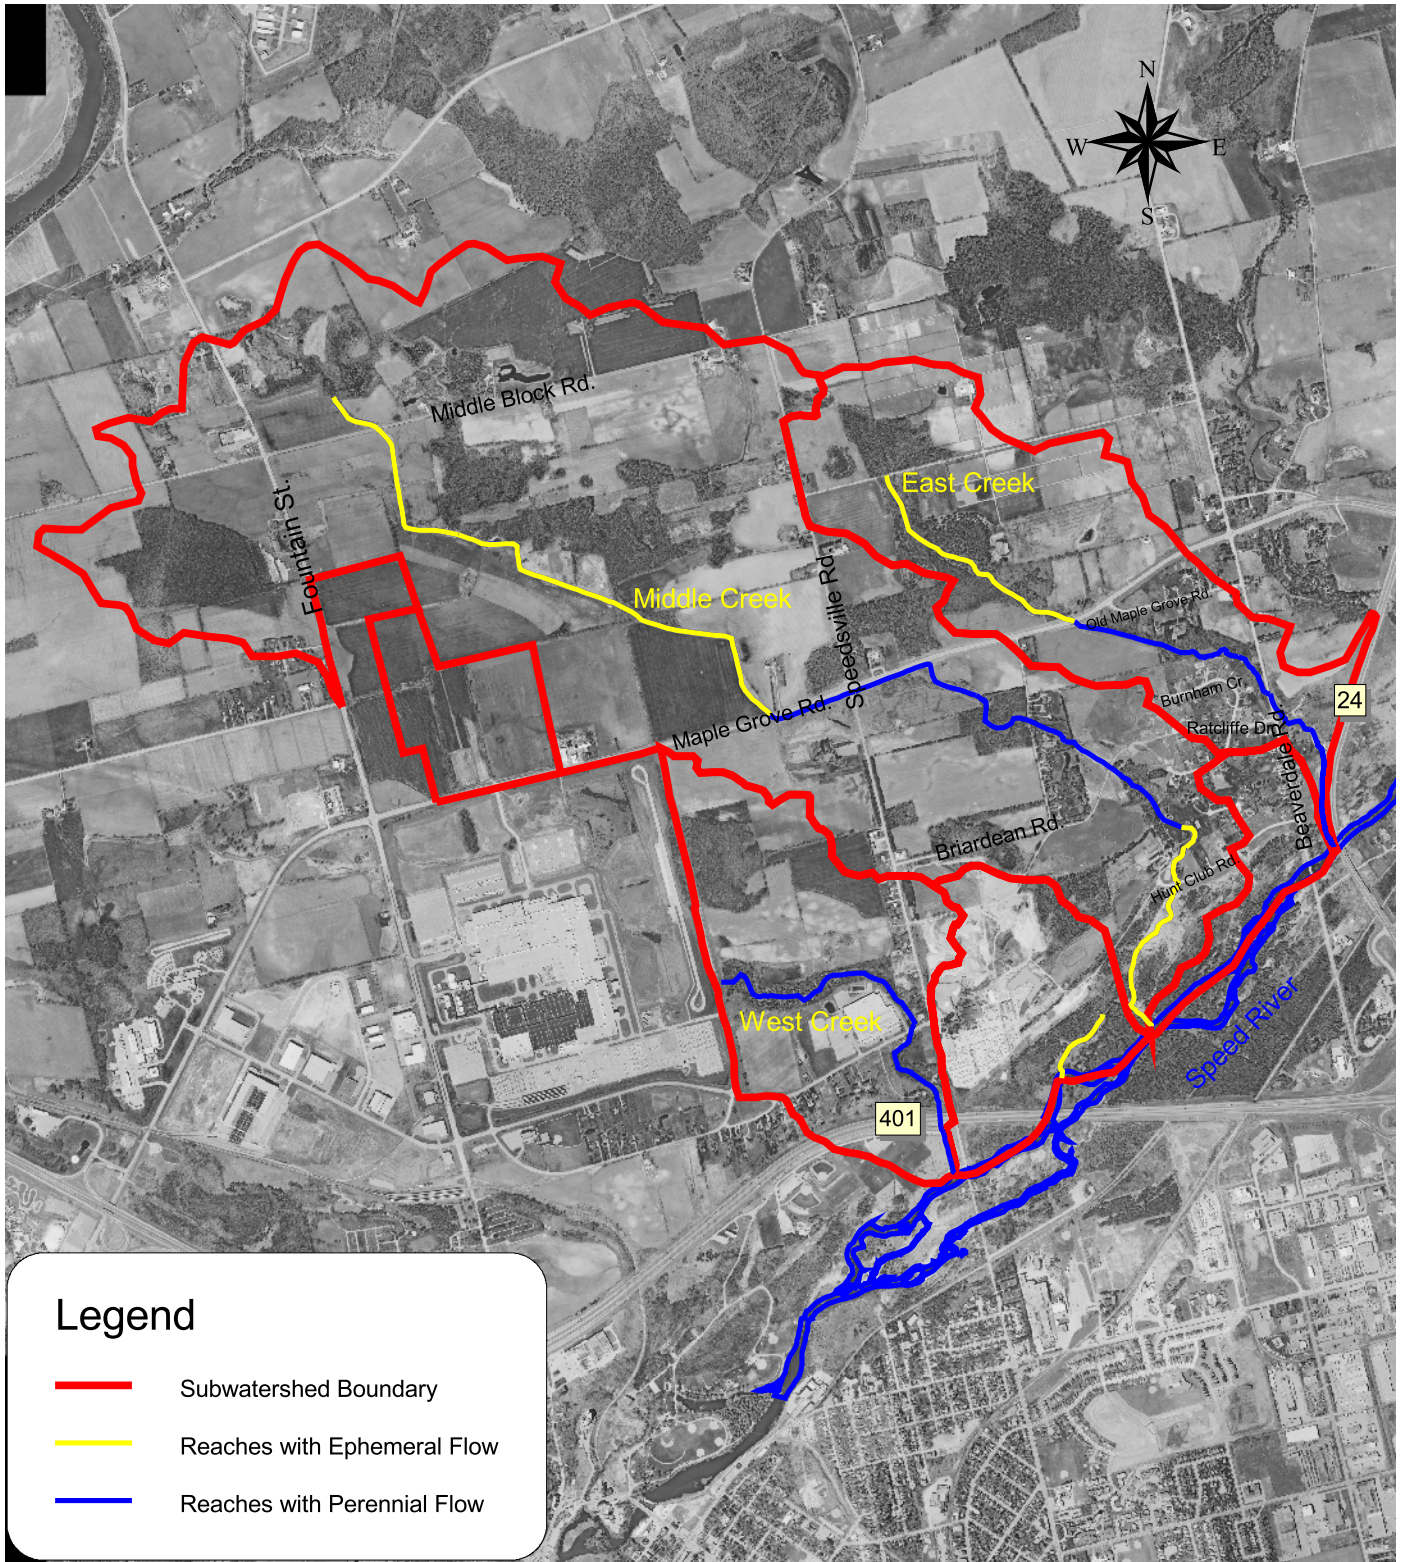 N
W E
S
Middle Block Rd.
East Creek
Fountain St.
Middle Creek
Speedsville Rd.
Old Maple Grove Rd.
Burnham Cr.
24
Maple Grove Rd.
Ratcliffe Dr.
Beaverdale Rd.
Briardean Rd.
Hunt Club Rd.
West Creek
Speed River
401
Legend
Subwatershed Boundary
Reaches with Ephemeral Flow
Reaches with Perennial Flow